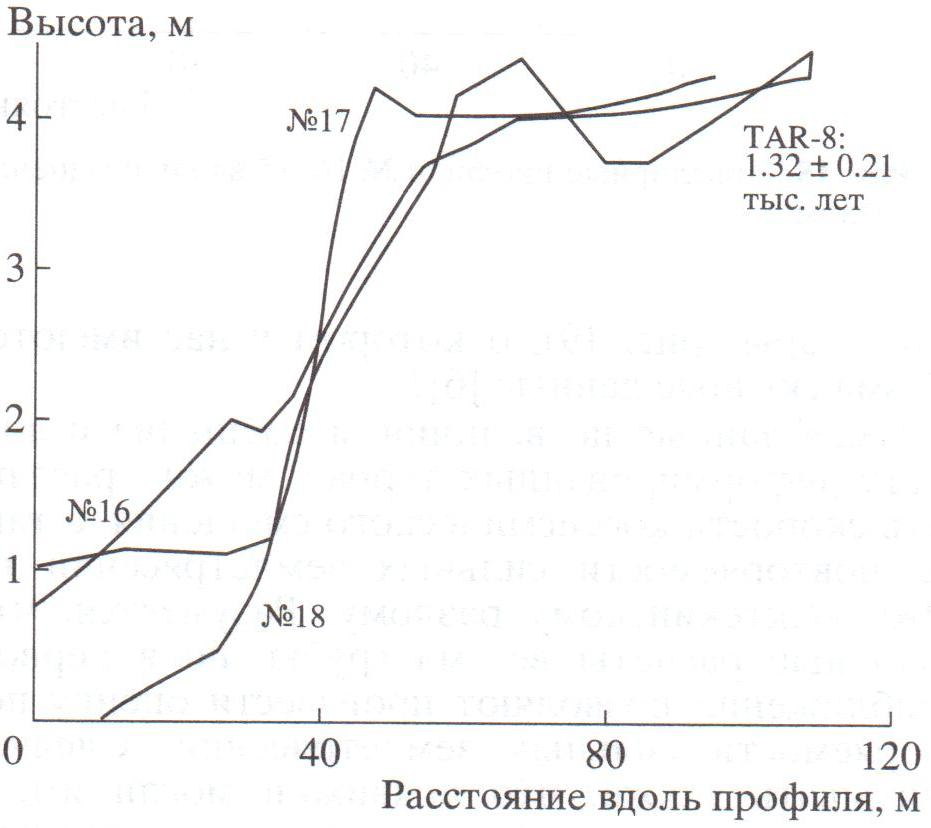 Высота, м
4
№17
TAR-8:
1.32 ± 0.21
тыс. лет
3
2
№16
1
№18
0 40 80 120
Расстояние вдоль профиля, м